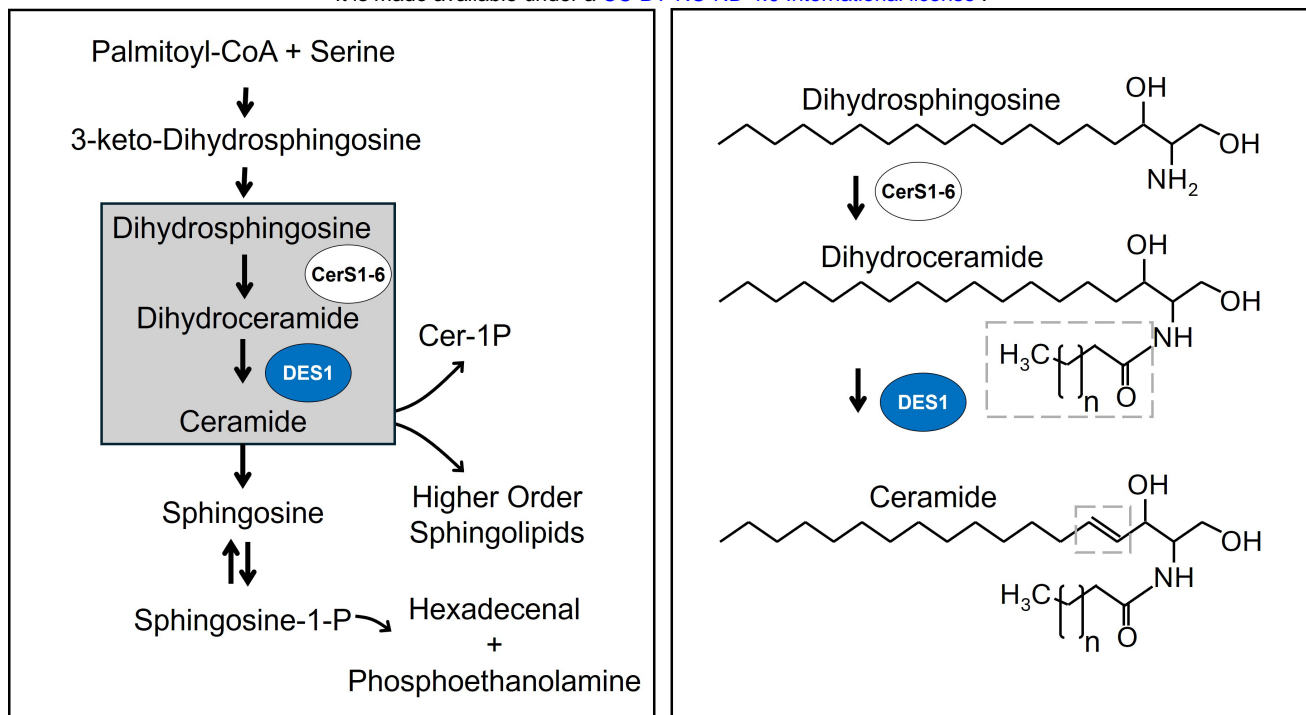 Palmitoyl-CoA + Serine
3-keto-Dihydrosphingosine
Dihydrosphingosine
CerS1-6
Dihydroceramide
DES1
Ceramide
Cer-1P
Higher Order
Sphingolipids
Sphingosine
Sphingosine-1-P
Hexadecenal
+
Phosphoethanolamine
Dihydrosphingosine
OH
OH
NH2
CerS1-6
Dihydroceramide
OH
OH
NH
H3C
n
O
DES1
Ceramide
OH
OH
NH
H3C
n
O